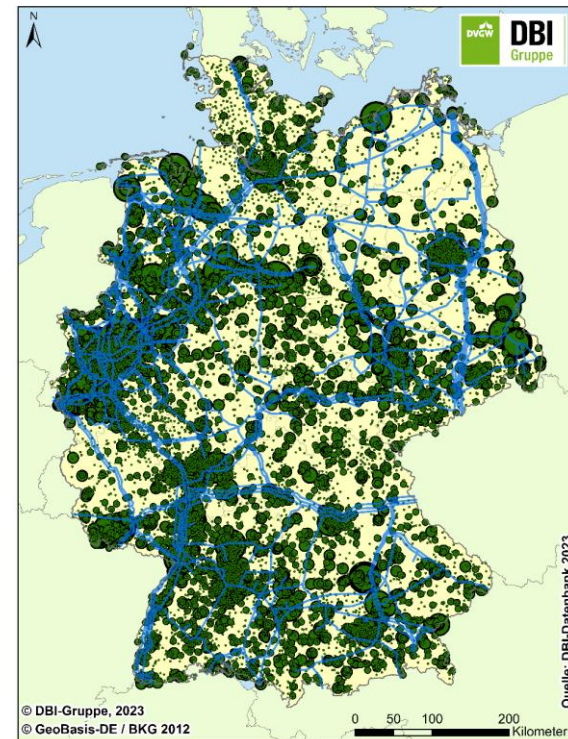 N
DVGW
DBI
Gruppe
Quelle: DBI-Datenbank 2023
© DBI-Gruppe, 2023
© GeoBasis-DE / BKG 2012
0 50 100 200
Kilometer